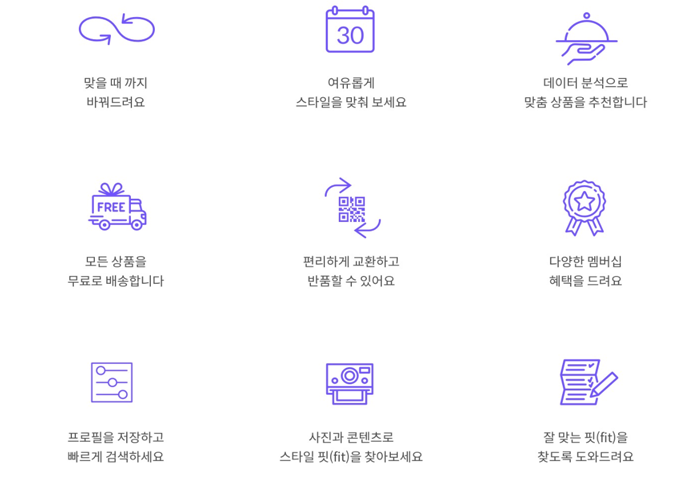 30
맞을 때 까지
바꿔드려요
여유롭게
스타일을 맞춰 보세요
데이터 분석으로
맞춤 상품을 추천합니다
FREE
모든 상품을
무료로 배송합니다
편리하게 교환하고
반품할 수 있어요
다양한 멤버십
혜택을 드려요
프로필을 저장하고
빠르게 검색하세요
사진과 콘텐츠로
스타일 핏(fit)을 찾아보세요
잘 맞는 핏(fit)을
찾도록 도와드려요